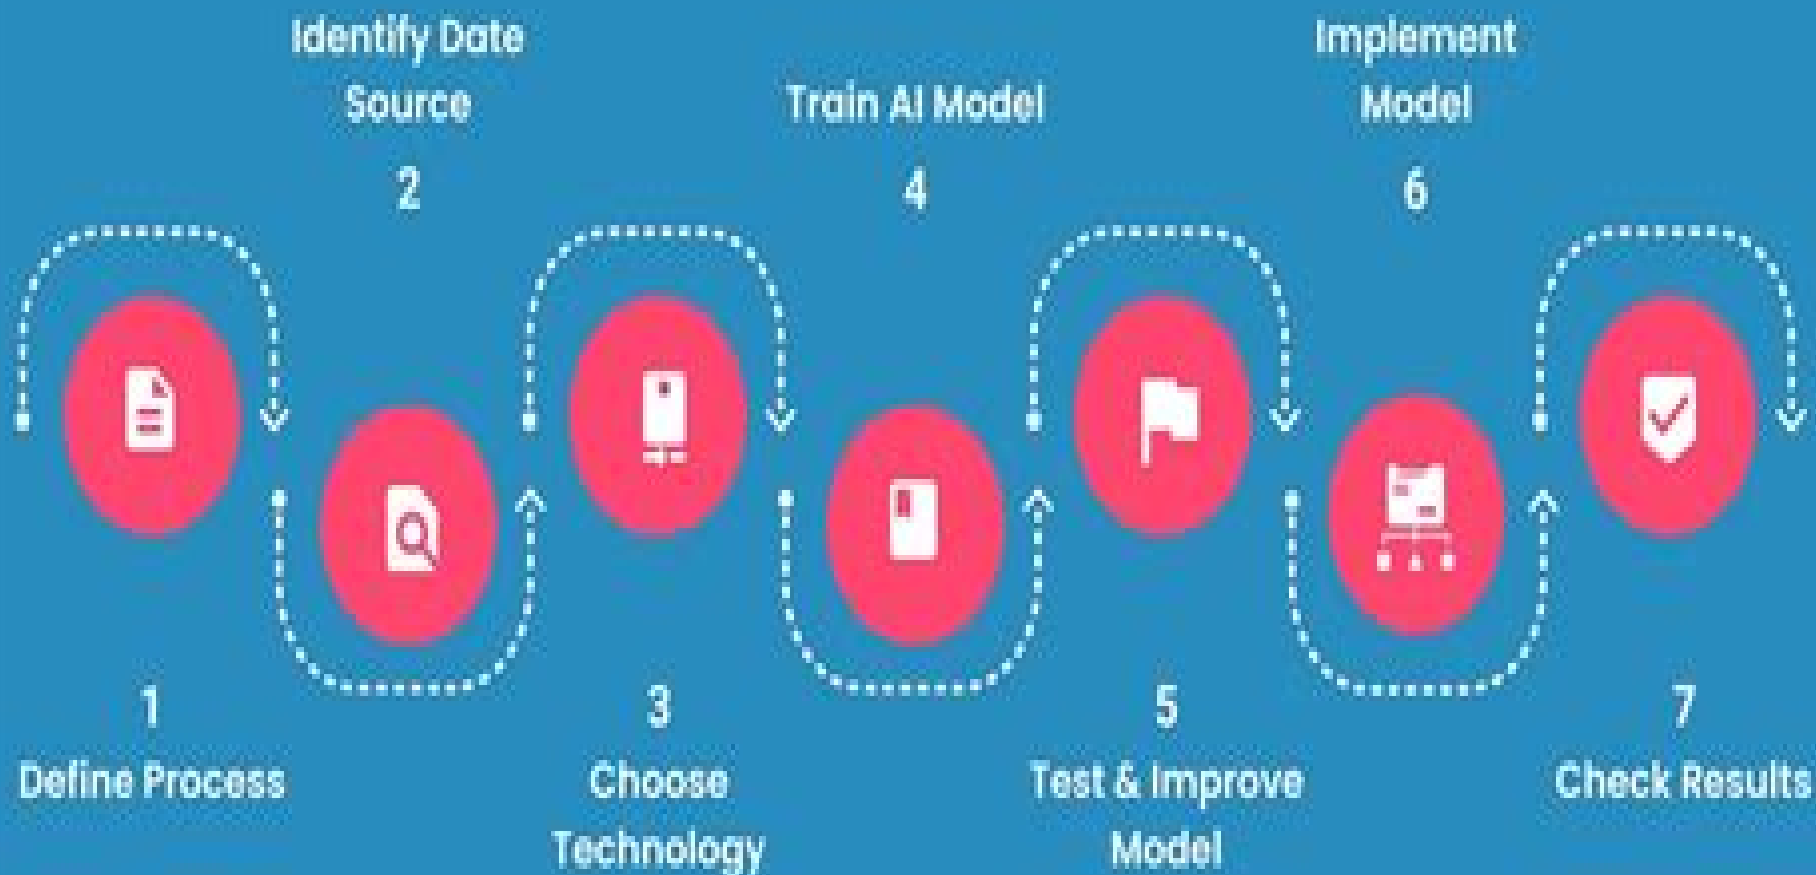 1
Define Process
Identify Date
Source
2
3
Choose
Technology
Train AI Model
4
5
Test & Improve
Model
Implement
Model
6
7
Check Results